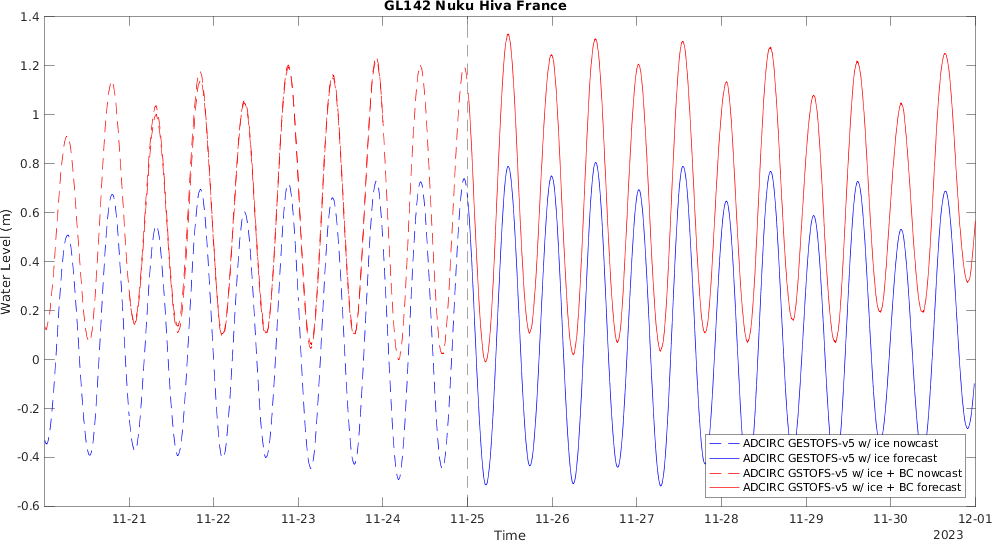 GL142 Nuku Hiva France
1.4
1.2
1
0.8
0.6
0.4
0.2
0
-0.2
-0.4
-0.6
Water Level (m)
ADCIRC GESTOFS-v5 w/ ice nowcast
ADCIRC GESTOFS-v5 w/ ice forecast
ADCIRC GSTOFS-v5 w/ ice + BC nowcast
ADCIRC GSTOFS-v5 w/ ice + BC forecast
11-21 11-22 11-23 11-24 11-25 11-26 11-27 11-28 11-29 11-30 12-01
Time
2023